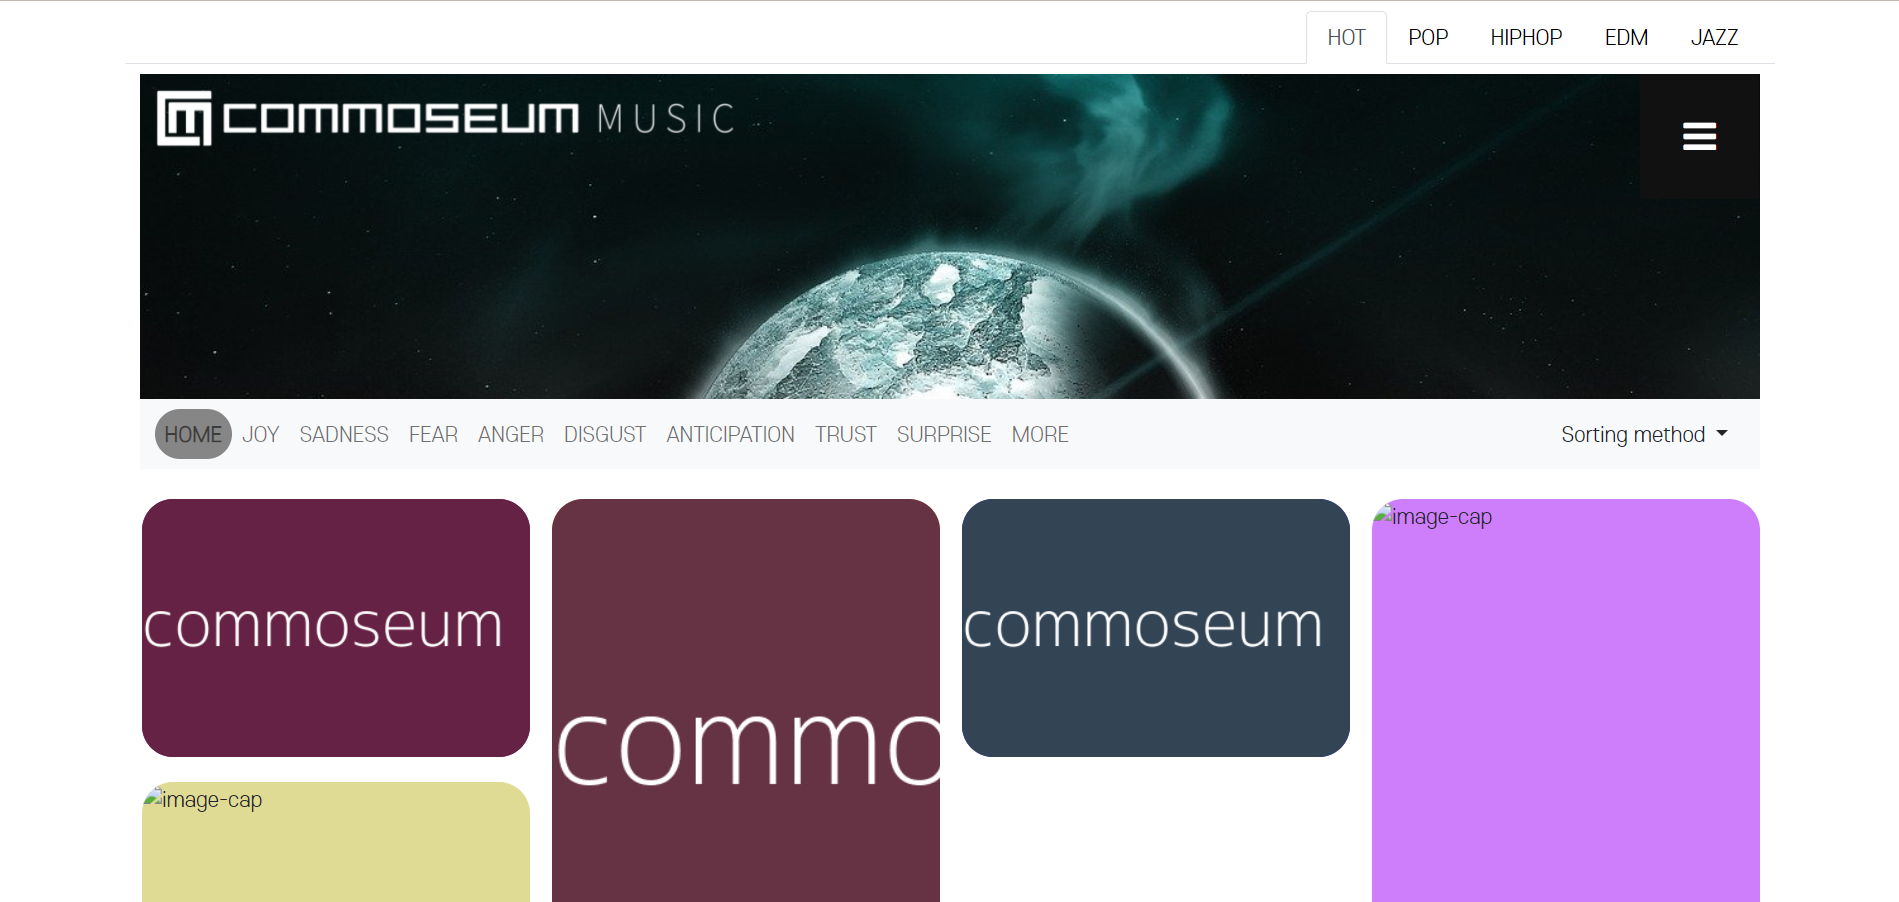 HOT POP HIPHOP EDM JAZZ
COMMOSEUM MUSIC
HOME JOY SADNESS FEAR ANGER DISGUST ANTICIPATION TRUST SURPRISE MORE Sorting method
commoseum
commo
commoseum
image-cap
image-cap